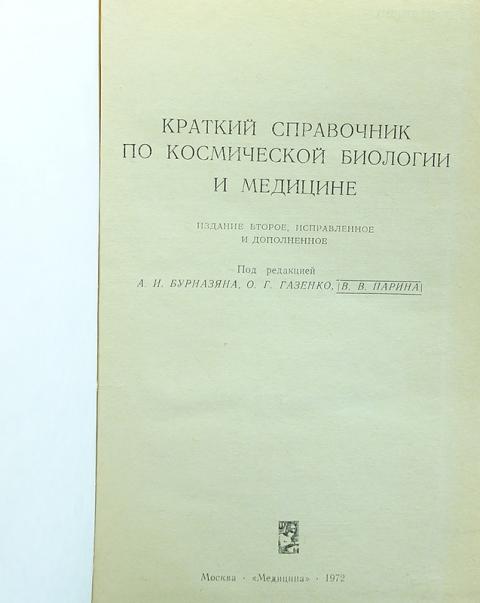 КРАТКИЙ СПРАВОЧНИК
ПО КОСМИЧЕСКОЙ БИОЛОГИИ
И МЕДИЦИНЕ
ИЗДАНИЕ ВТОРОЕ, ИСПРАВЛЕННОЕ
И ДОПОЛНЕННОЕ
Под редакцией
А. И. БУРНАЗЯНА, О. Г. ГАЗЕНКО, В. В. ПАРИНА
Москва · «Медицина» · 1972